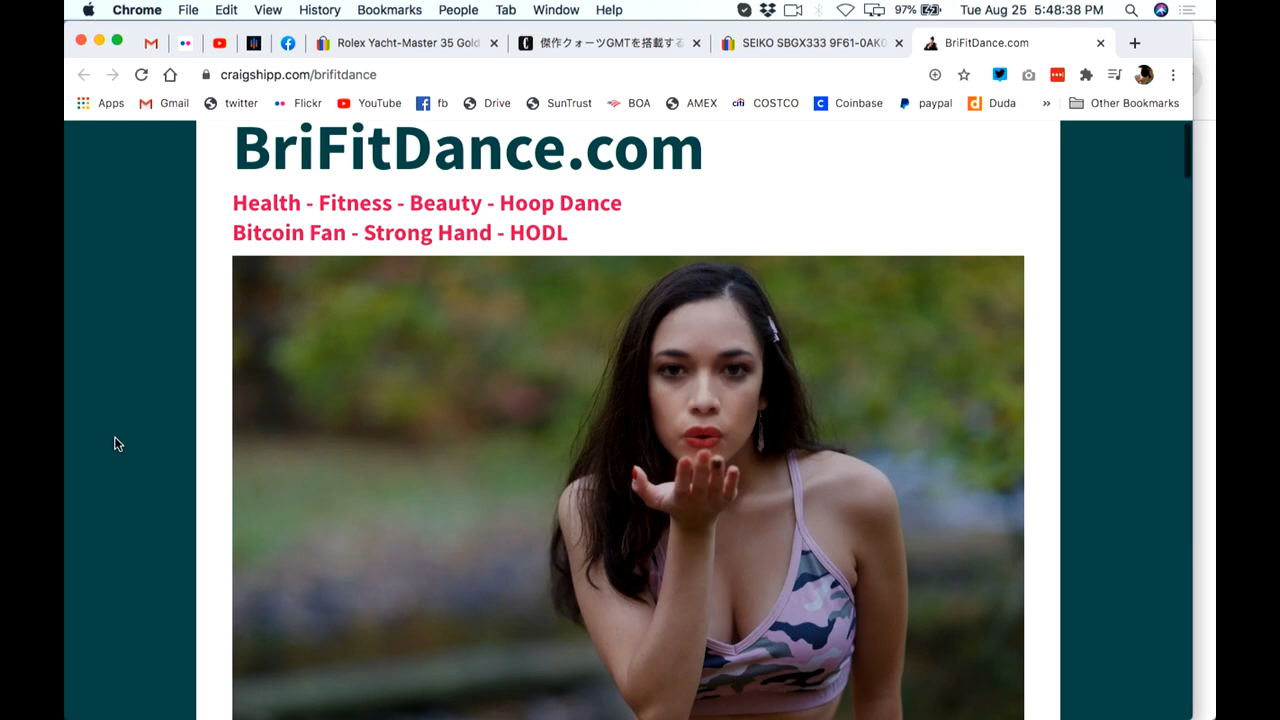 Chrome File Edit View History Bookmarks People Tab Window Help 97% Tue Aug 25 5:48:38 PM
Rolex Yacht-Master 35 Gold 傑作クォーツGMTを搭載する SEIKO SBGX333 9F61-0AK0 BriFitDance.com
craigshipp.com/brifitdance
Apps Gmail twitter Flickr YouTube fb Drive SunTrust BOA AMEX citi COSTCO Coinbase paypal Duda » Other Bookmarks
BriFitDance.com
Health - Fitness - Beauty - Hoop Dance
Bitcoin Fan - Strong Hand - HODL